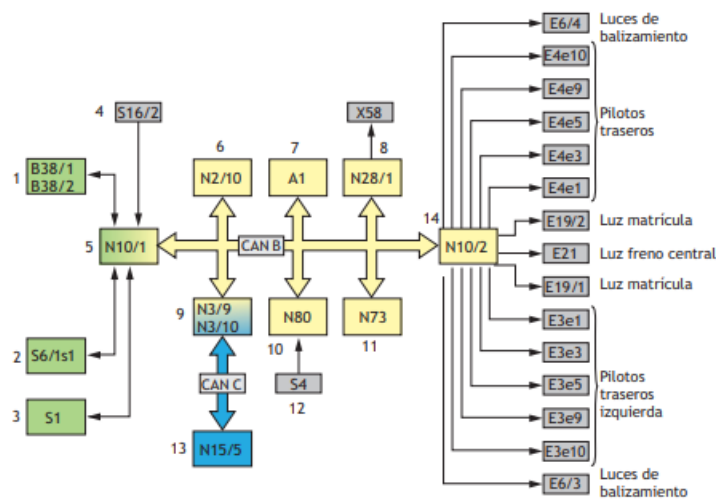 E6/4
Luces de
balizamiento
E4e10
E4e9
E4e5
E4e3
E4e1
Pilotos
traseros
4
S16/2
X58
6
7
8
1
B38/1
B38/2
N2/10
A1
N28/1
14
E19/2
Luz matrícula
5
N10/1
CAN B
N10/2
E21
Luz freno central
E19/1
Luz matrícula
9
N3/9
N3/10
N80
N73
10
11
2
S6/1s1
CAN C
S4
12
3
S1
13
N15/5
E3e1
E3e3
E3e5
E3e9
E3e10
Pilotos
traseros
izquierda
E6/3
Luces de
balizamiento